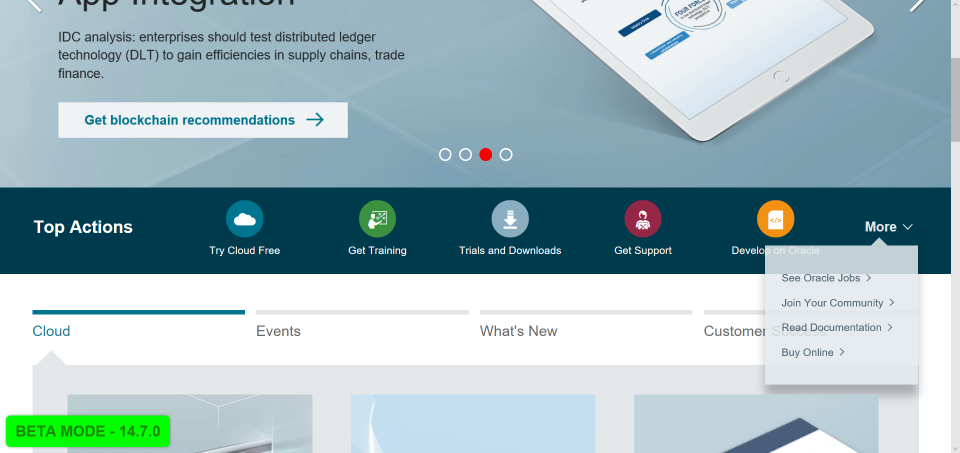 App Integration
IDC analysis: enterprises should test distributed ledger
technology (DLT) to gain efficiencies in supply chains, trade
finance.
Get blockchain recommendations
Top Actions
Try Cloud Free
Get Training
Trials and Downloads
Get Support
Develop on Oracle
More
See Oracle Jobs
Join Your Community
Read Documentation
Buy Online
Cloud
Events
What's New
Customer Success
BETA MODE - 14.7.0